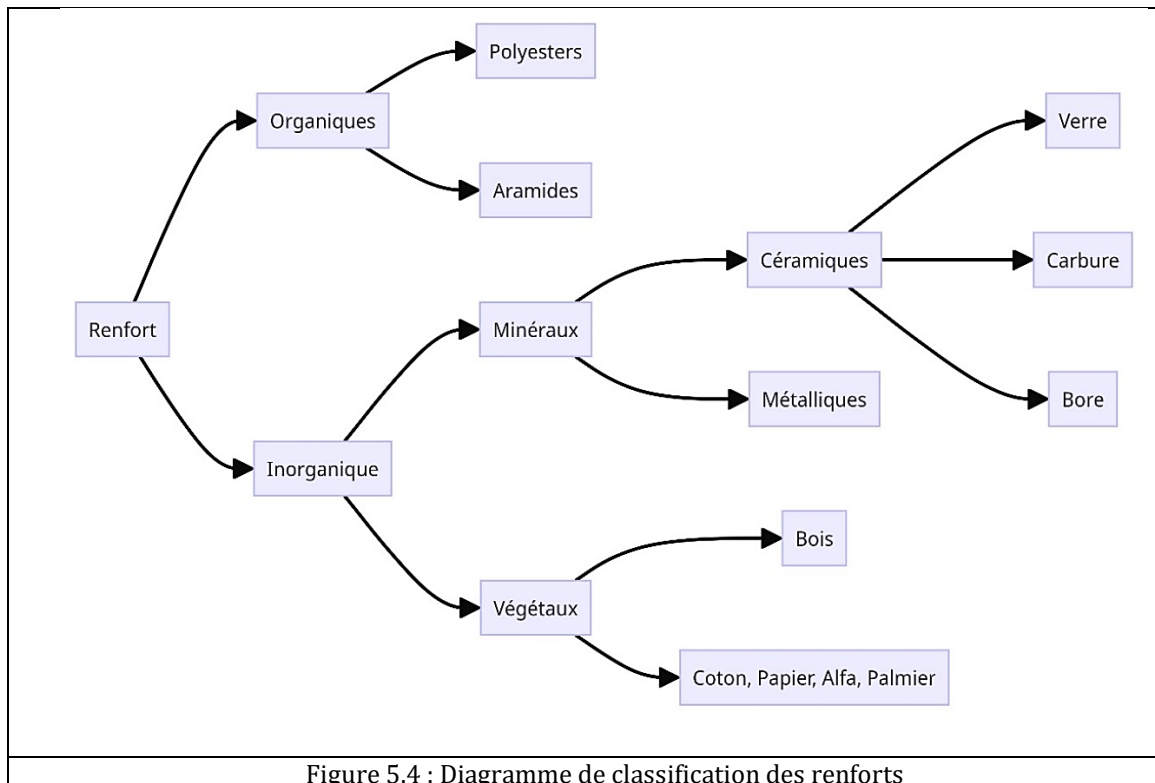 Polyesters
Organiques
Verre
Aramides
Céramiques
Carbure
Renfort
Minéraux
Métalliques
Bore
Inorganique
Bois
Végétaux
Coton, Papier, Alfa, Palmier
Figure 5.4 : Diagramme de classification des renforts